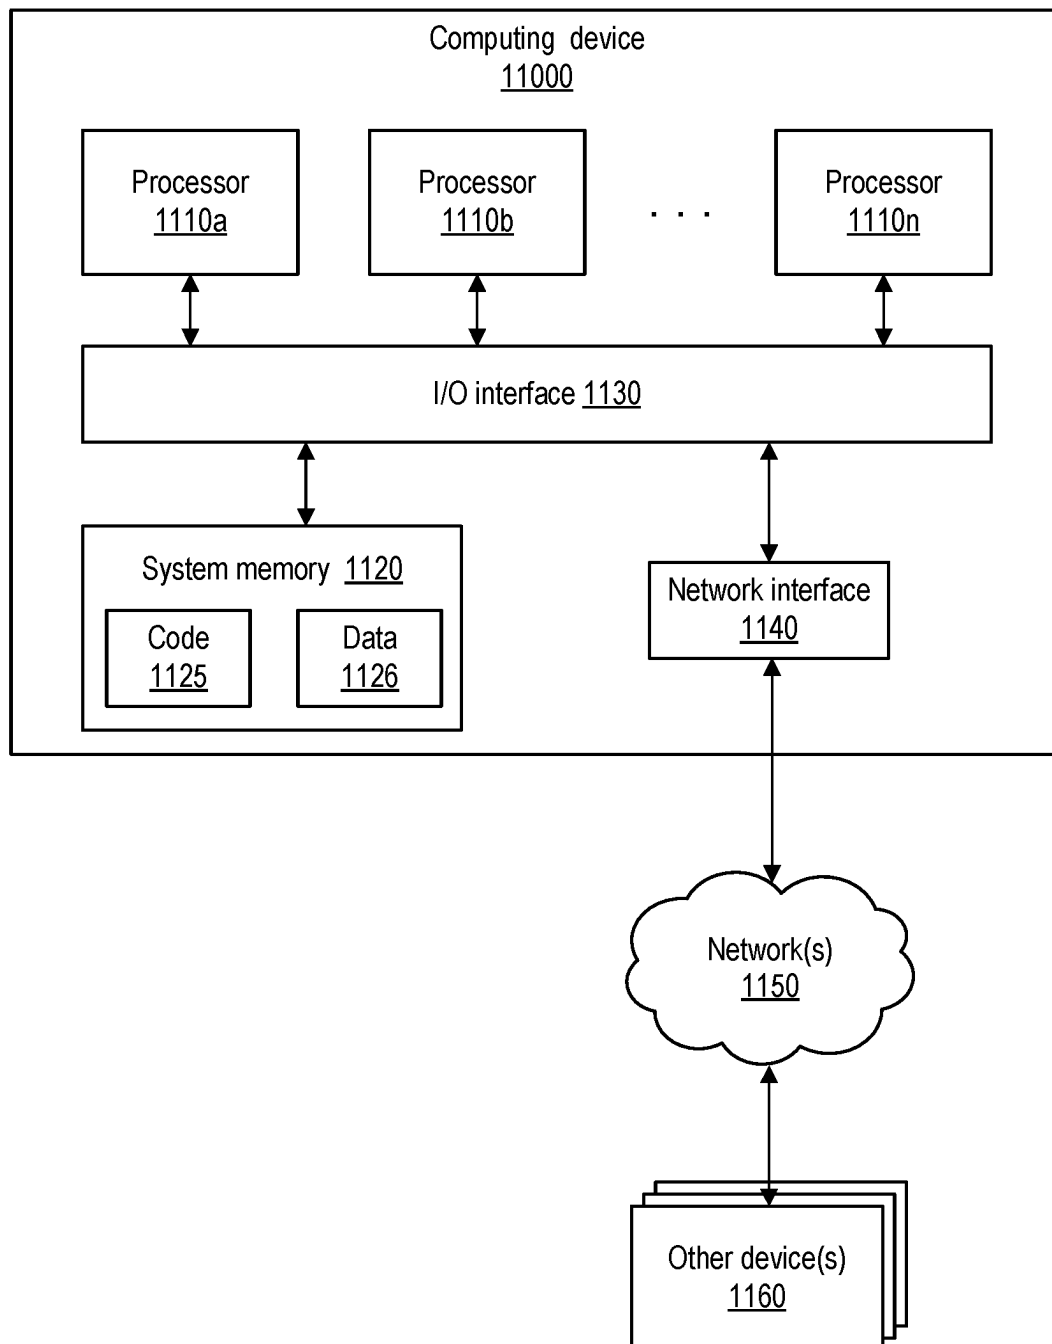 Computing device
11000
Processor
1110a
Processor
1110b
. . .
Processor
1110n
I/O interface 1130
System memory 1120
Code
1125
Data
1126
Network interface
1140
Network(s)
1150
Other device(s)
1160